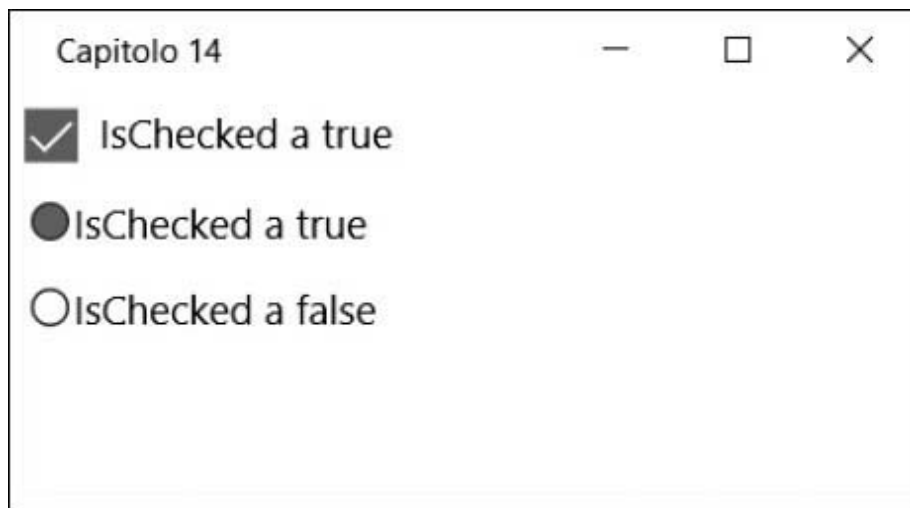 Capitolo 14
IsChecked a true
IsChecked a true
IsChecked a false